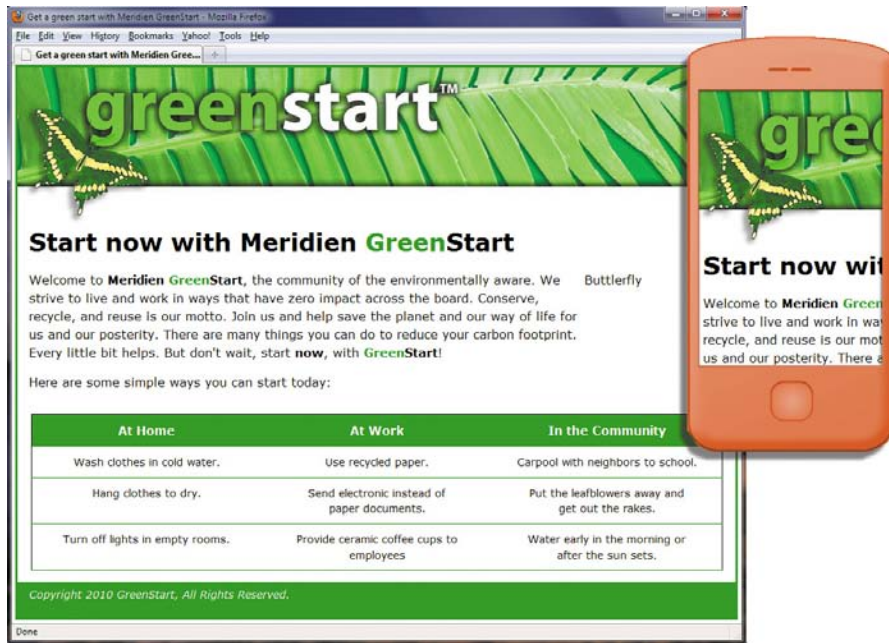 Get a green start with Meridien GreenStart - Mozilla Firefox
File Edit View History Bookmarks Yahoo! Tools Help
Get a green start with Meridien Gree...
greenstart™
Start now with Meridien GreenStart
Welcome to Meridien GreenStart, the community of the environmentally aware. We
strive to live and work in ways that have zero impact across the board. Conserve,
recycle, and reuse is our motto. Join us and help save the planet and our way of life for
us and our posterity. There are many things you can do to reduce your carbon footprint.
Every little bit helps. But don't wait, start now, with GreenStart!
Buttlerfly
Here are some simple ways you can start today:
At Home At Work In the Community
Wash clothes in cold water. Use recycled paper. Carpool with neighbors to school.
Hang clothes to dry. Send electronic instead of Put the leafblowers away and
paper documents. get out the rakes.
Turn off lights in empty rooms. Provide ceramic coffee cups to Water early in the morning or
employees after the sun sets.
Copyright 2010 GreenStart, All Rights Reserved.
Done
gre
Start now wit
Welcome to Meridien Green
strive to live and work in wa
recycle, and reuse is our mot
us and our posterity. There a